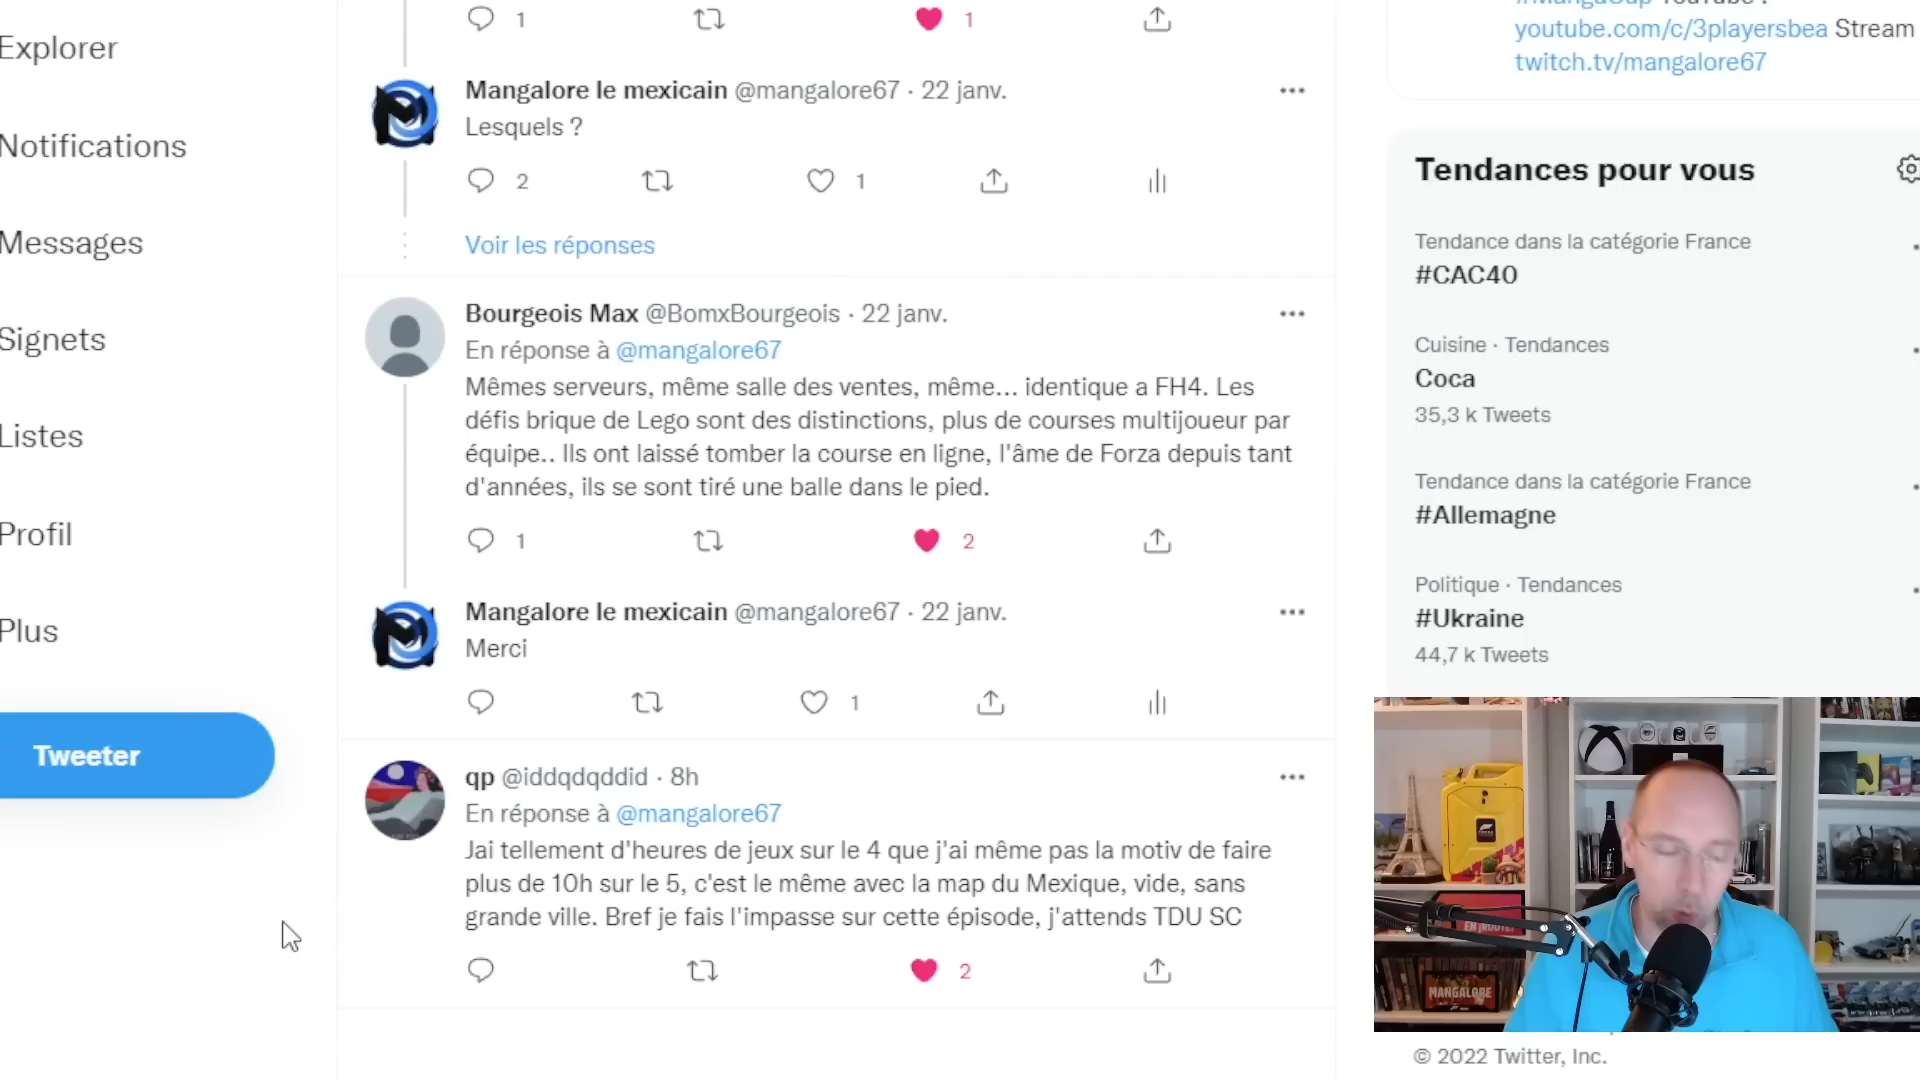 #MangaCup YouTube :
youtube.com/c/3playersbea Stream
twitch.tv/mangalore67
Explorer
Notifications
Messages
Signets
Listes
Profil
Plus
Tweeter
1
1
Mangalore le mexicain @mangalore67 · 22 janv.
Lesquels ?
2
1
Voir les réponses
Bourgeois Max @BomxBourgeois · 22 janv.
En réponse à @mangalore67
Mêmes serveurs, même salle des ventes, même... identique a FH4. Les
défis brique de Lego sont des distinctions, plus de courses multijoueur par
équipe.. Ils ont laissé tomber la course en ligne, l'âme de Forza depuis tant
d'années, ils se sont tiré une balle dans le pied.
1
2
Mangalore le mexicain @mangalore67 · 22 janv.
Merci
1
qp @iddqdqddid · 8h
En réponse à @mangalore67
Jai tellement d'heures de jeux sur le 4 que j'ai même pas la motiv de faire
plus de 10h sur le 5, c'est le même avec la map du Mexique, vide, sans
grande ville. Bref je fais l'impasse sur cette épisode, j'attends TDU SC
2
Tendances pour vous
Tendance dans la catégorie France
#CAC40
Cuisine · Tendances
Coca
35,3 k Tweets
Tendance dans la catégorie France
#Allemagne
Politique · Tendances
#Ukraine
44,7 k Tweets
EN ROUTE
MANGALORE
© 2022 Twitter, Inc.